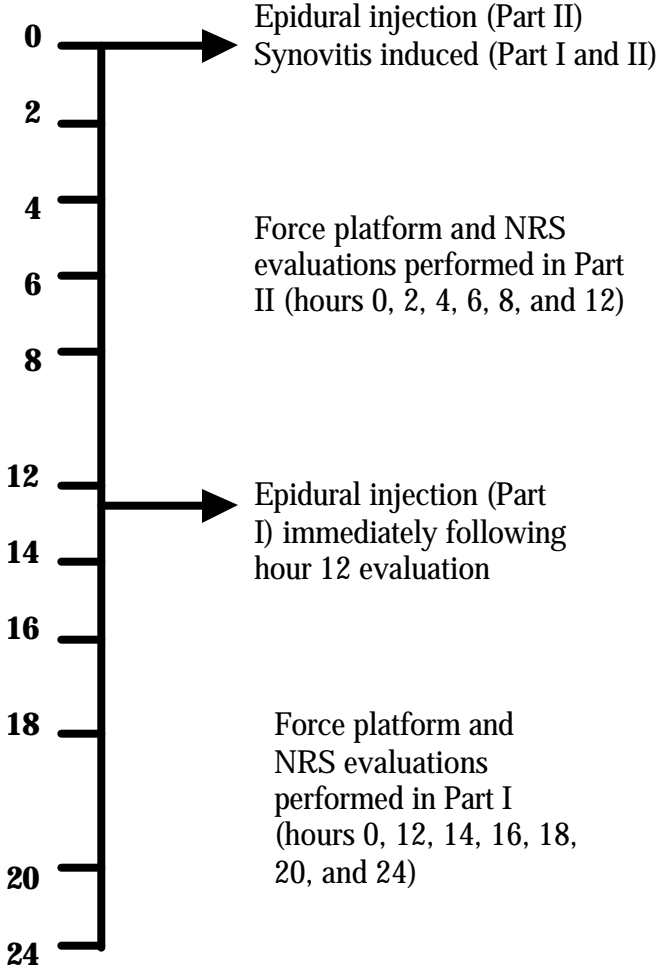 0
Epidural injection (Part II)
Synovitis induced (Part I and II)
2
4
Force platform and NRS
evaluations performed in Part
II (hours 0, 2, 4, 6, 8, and 12)
6
8
12
Epidural injection (Part
I) immediately following
hour 12 evaluation
14
16
18
Force platform and
NRS evaluations
performed in Part I
(hours 0, 12, 14, 16, 18,
20, and 24)
20
24